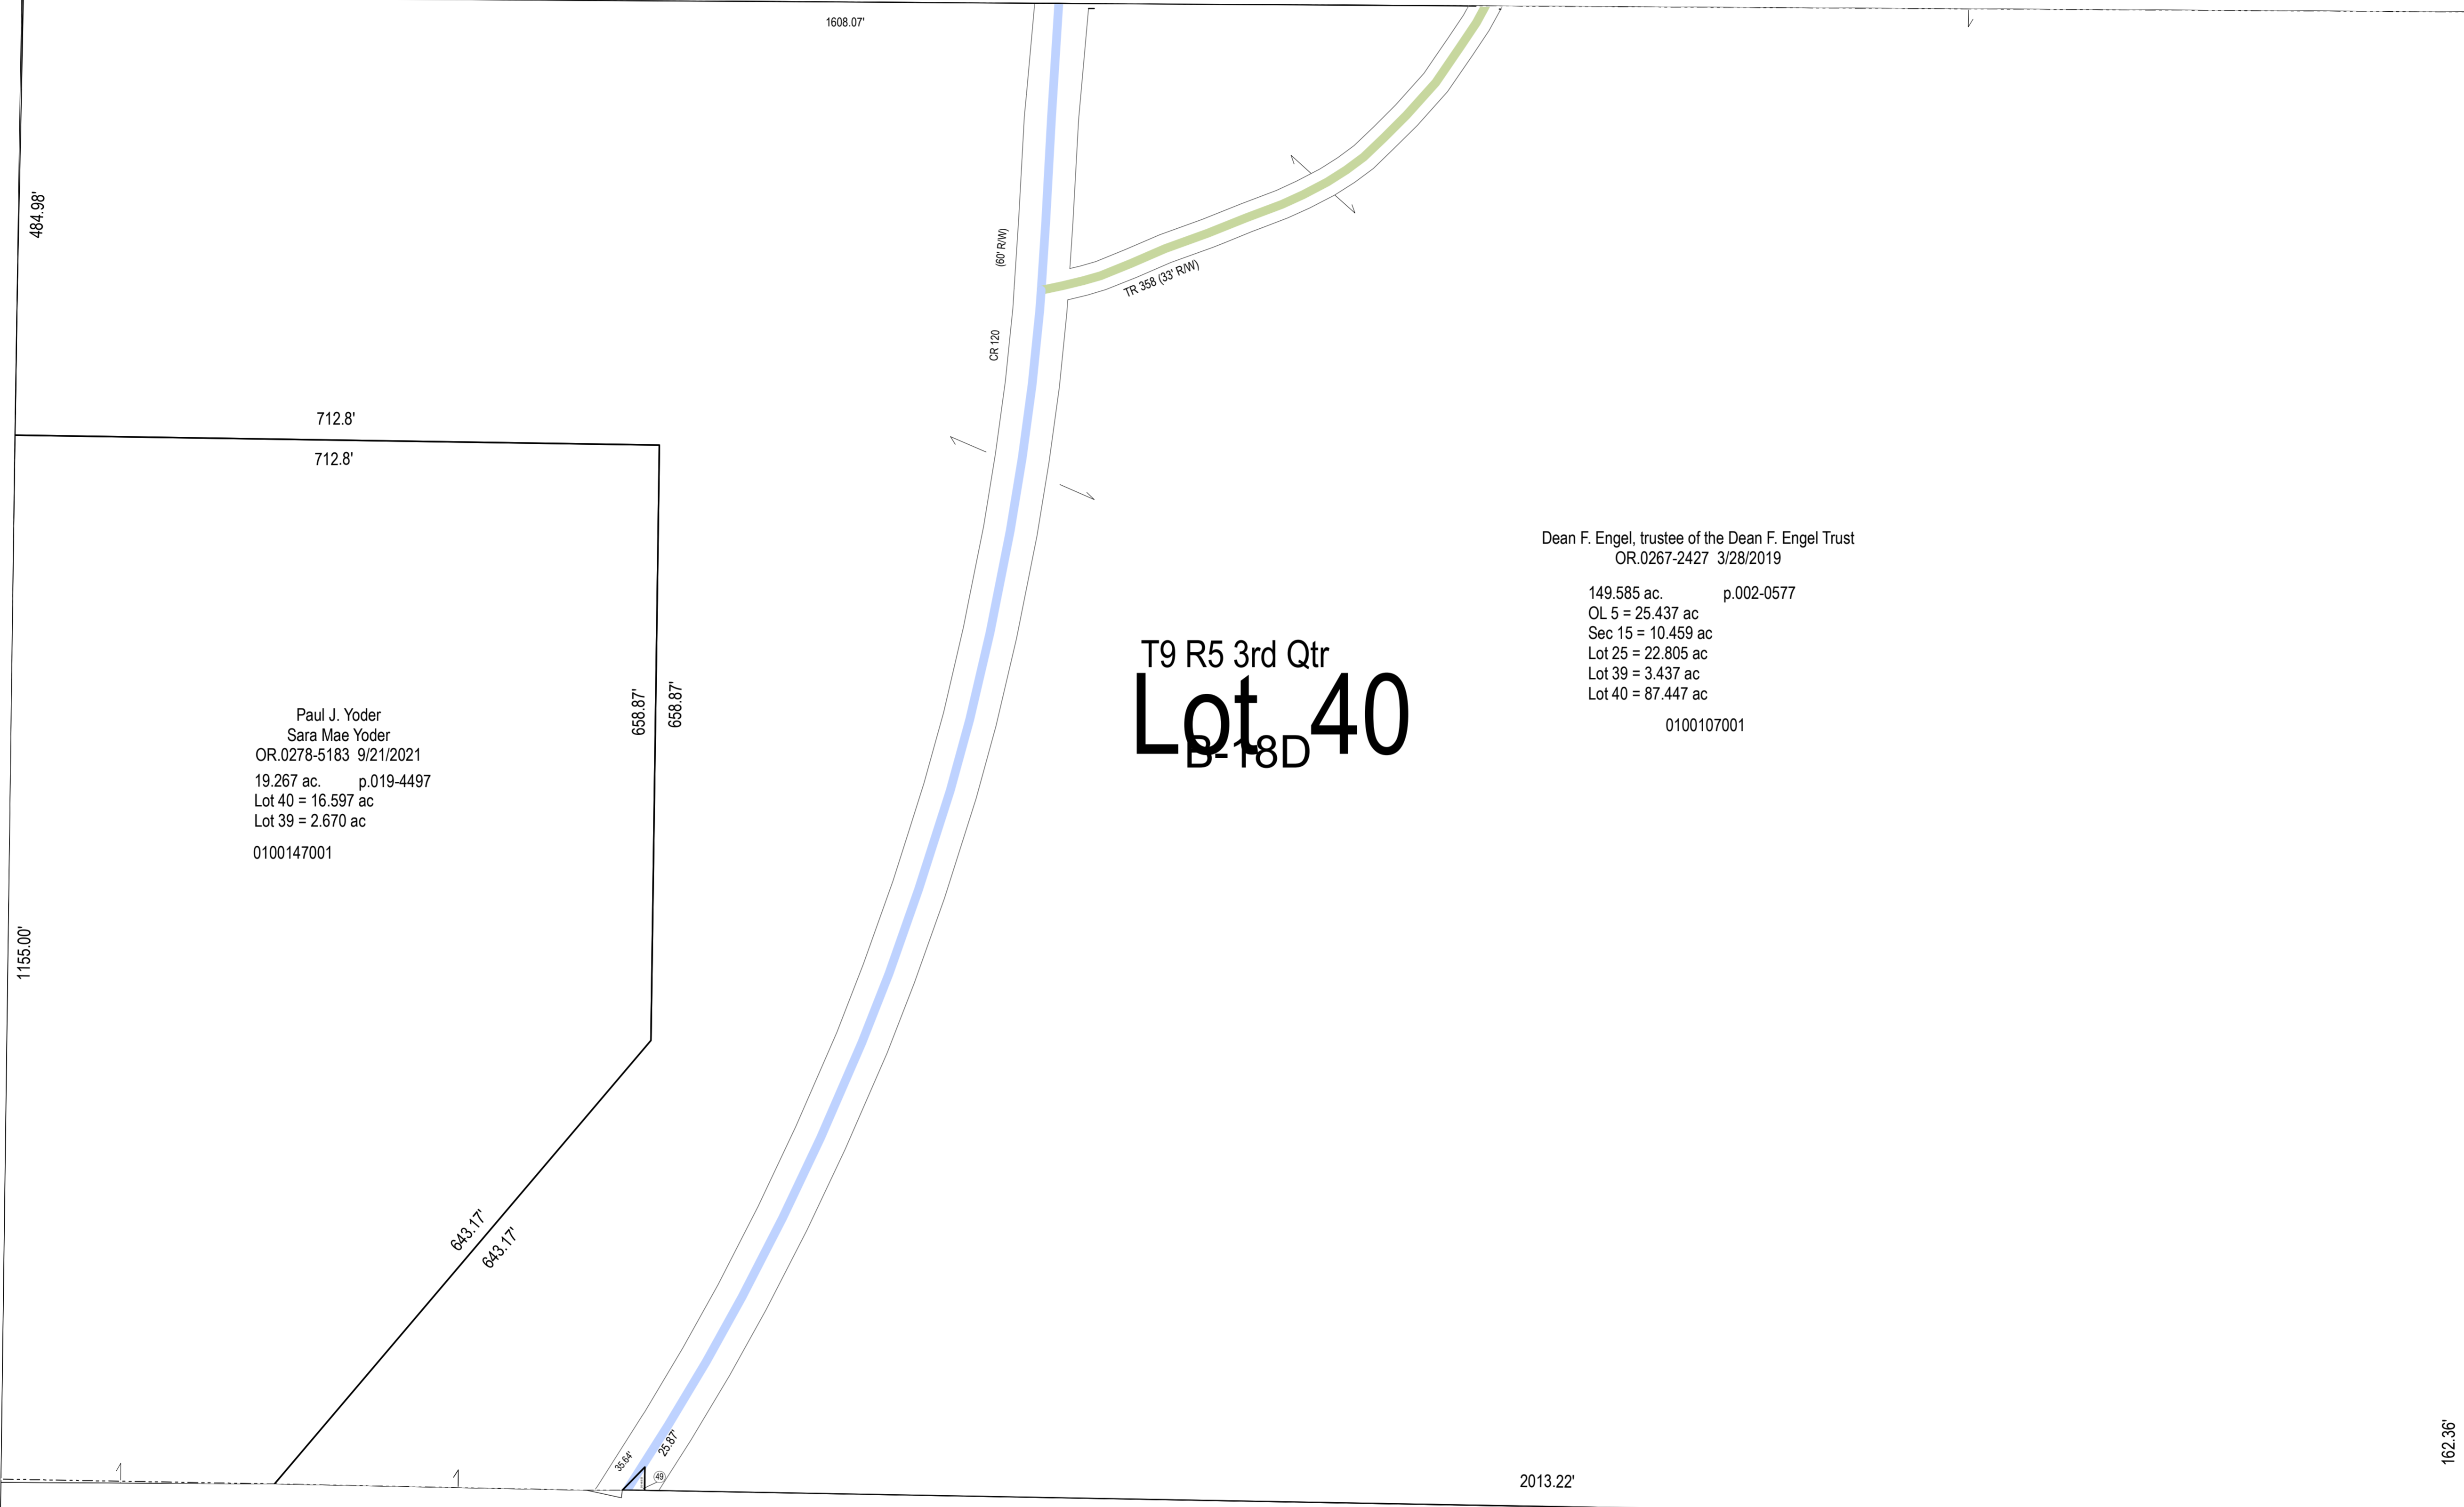 1608.07'
484.98'
(60' R/W)
CR 120
TR 358 (33' R/W)
712.8'
712.8'
658.87'
658.87'
Dean F. Engel, trustee of the Dean F. Engel Trust
OR.0267-2427 3/28/2019
149.585 ac. p.002-0577
OL 5 = 25.437 ac
Sec 15 = 10.459 ac
Lot 25 = 22.805 ac
Lot 39 = 3.437 ac
Lot 40 = 87.447 ac
0100107001
T9 R5 3rd Qtr
Lot 40
B-18D
Paul J. Yoder
Sara Mae Yoder
OR.0278-5183 9/21/2021
19.267 ac. p.019-4497
Lot 40 = 16.597 ac
Lot 39 = 2.670 ac
0100147001
1155.00'
643.17'
643.17'
35.64'
25.87'
49
2013.22'
162.36'